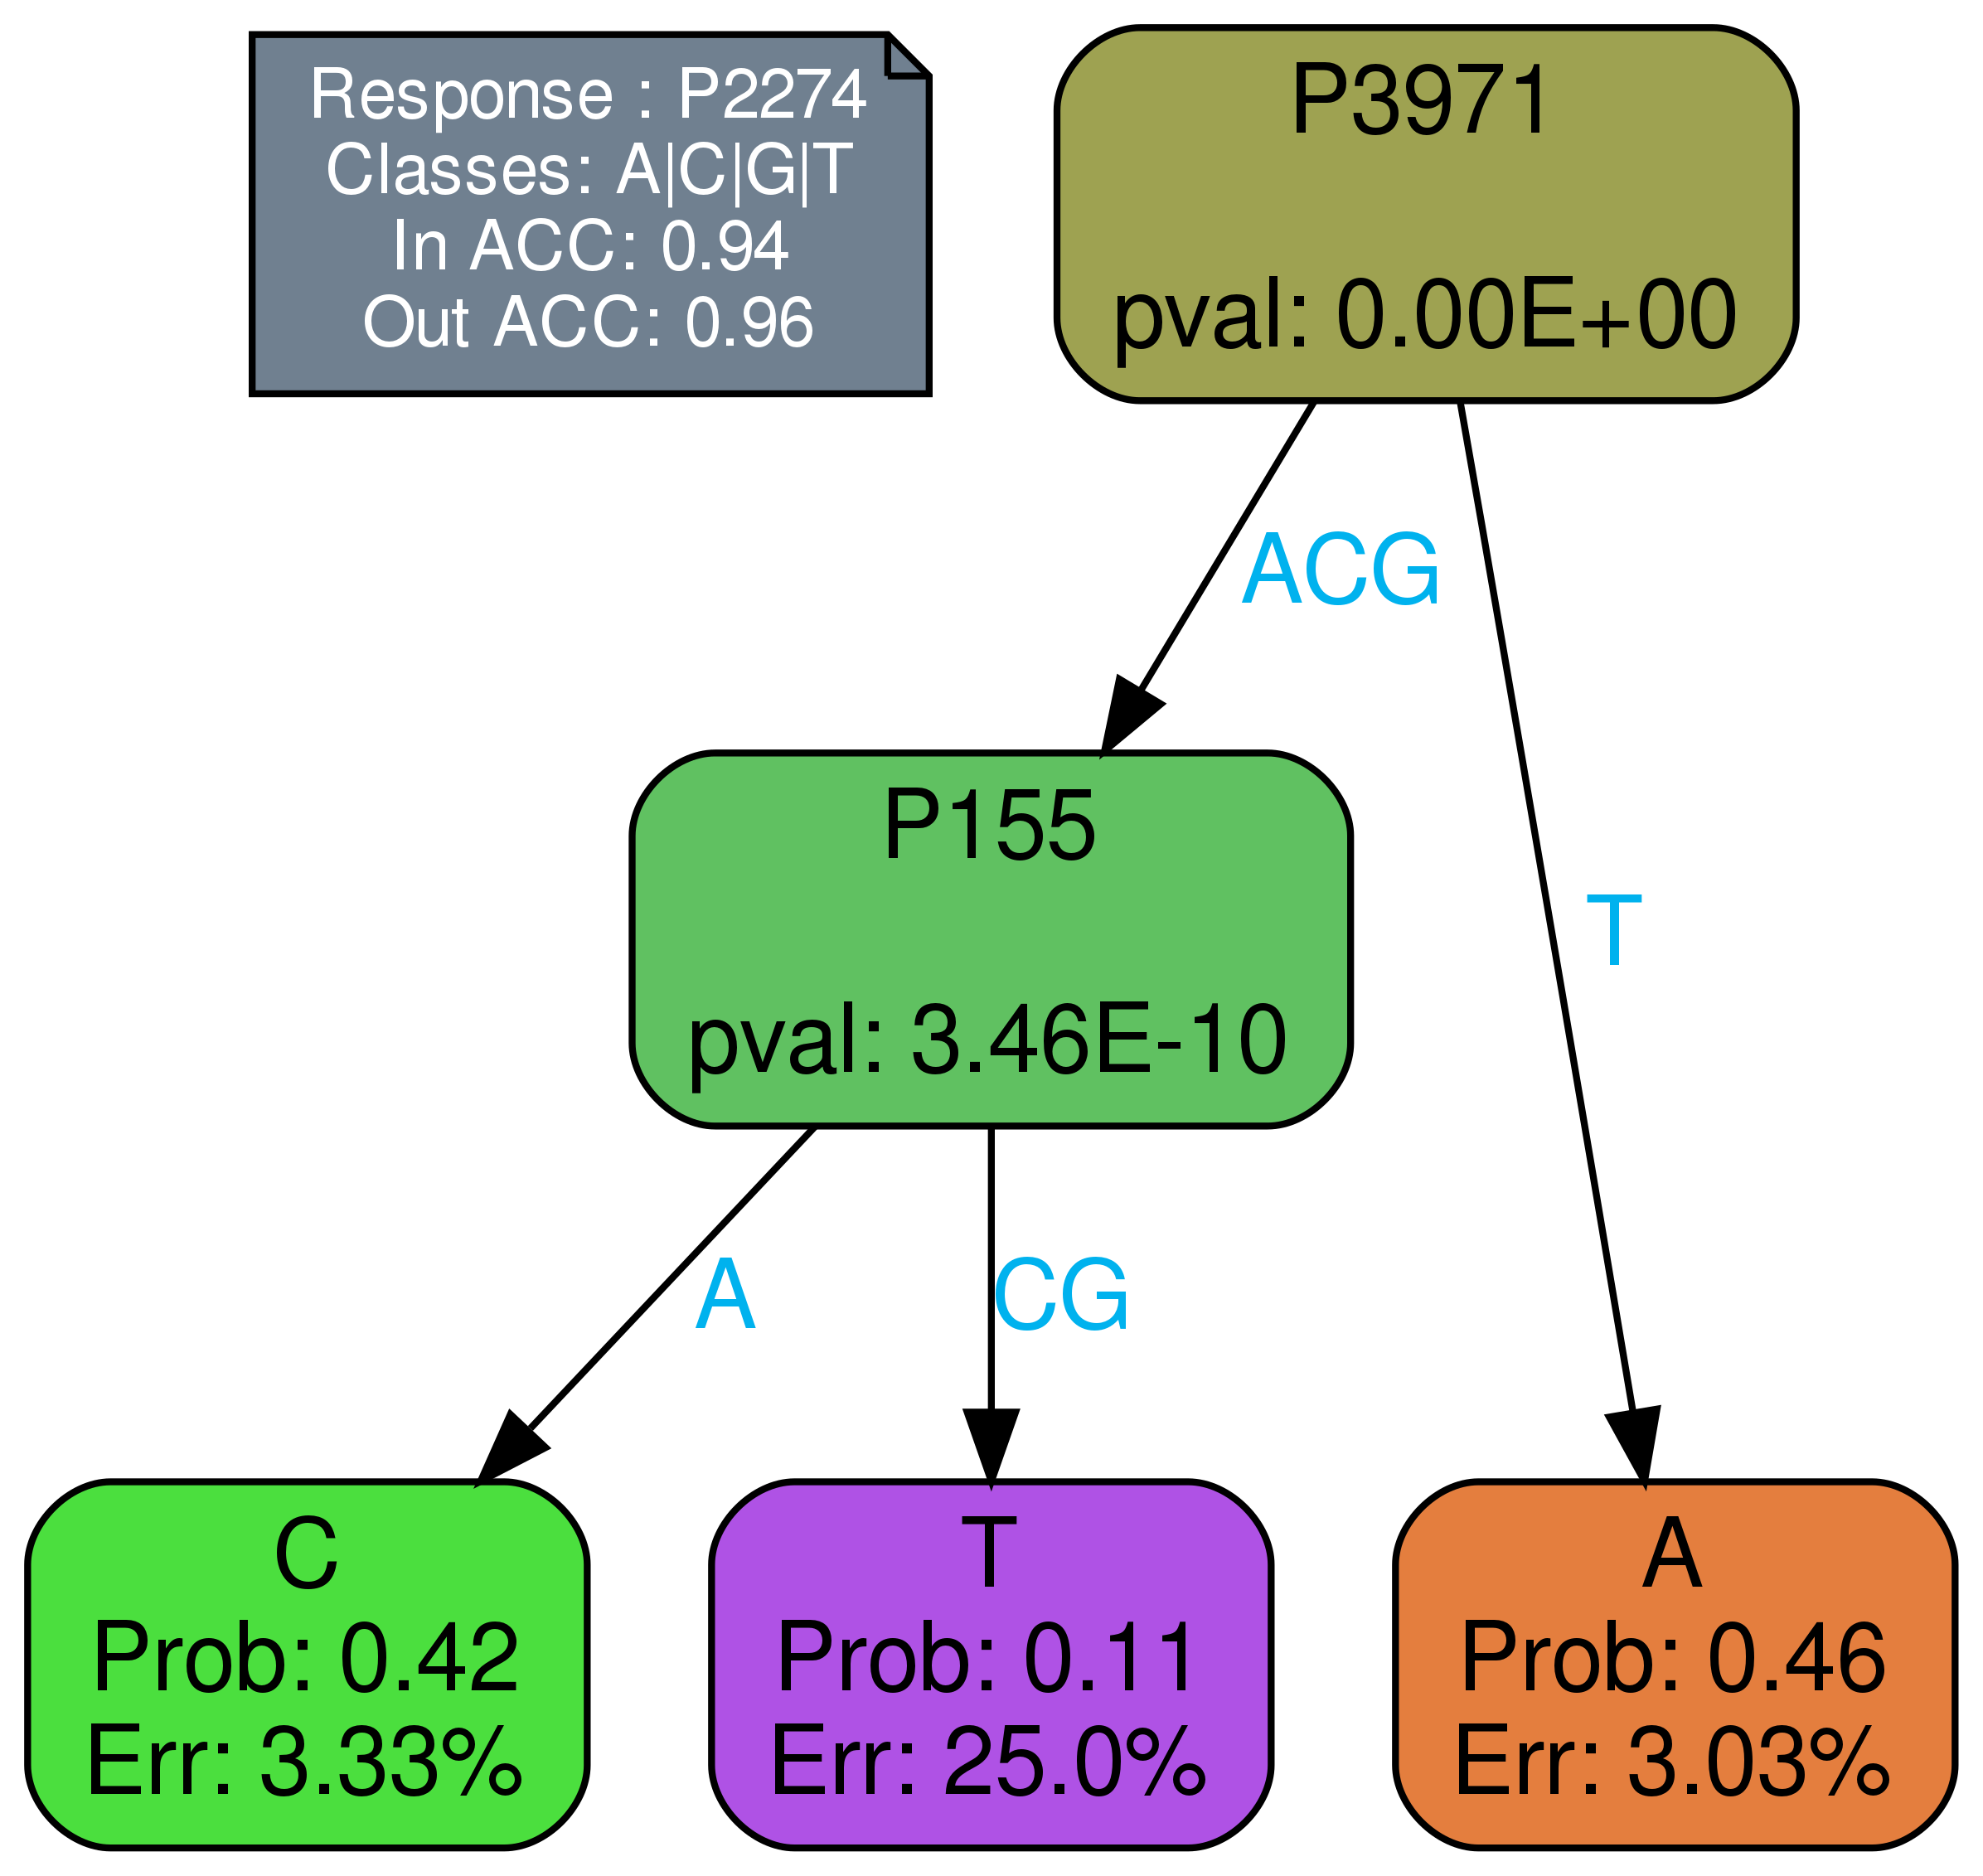 Response : P2274
Classes: A|C|G|T
In ACC: 0.94
Out ACC: 0.96
P3971
pval: 0.00E+00
ACG
T
P155
pval: 3.46E-10
A
CG
C
Prob: 0.42
Err: 3.33%
T
Prob: 0.11
Err: 25.0%
A
Prob: 0.46
Err: 3.03%